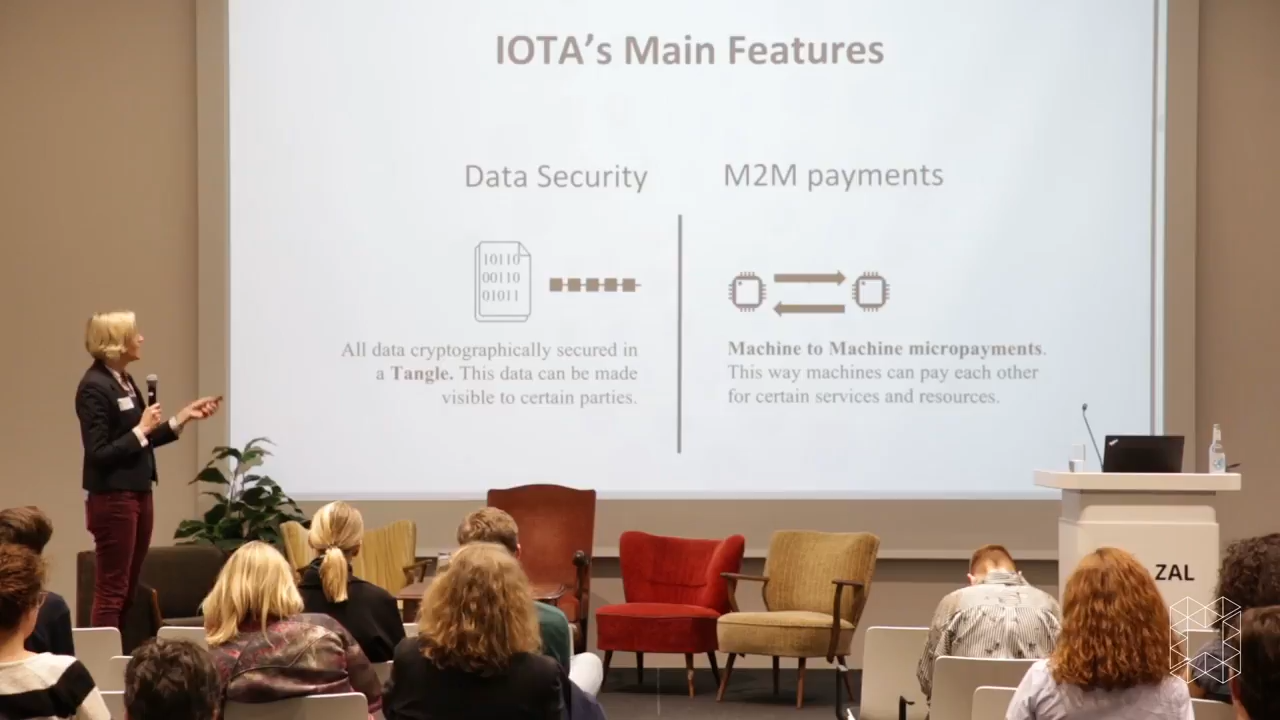 IOTA's Main Features
Data Security
M2M payments
10110
00110
01011
All data cryptographically secured in
a Tangle. This data can be made
visible to certain parties.
Machine to Machine micropayments.
This way machines can pay each other
for certain services and resources.
ZAL